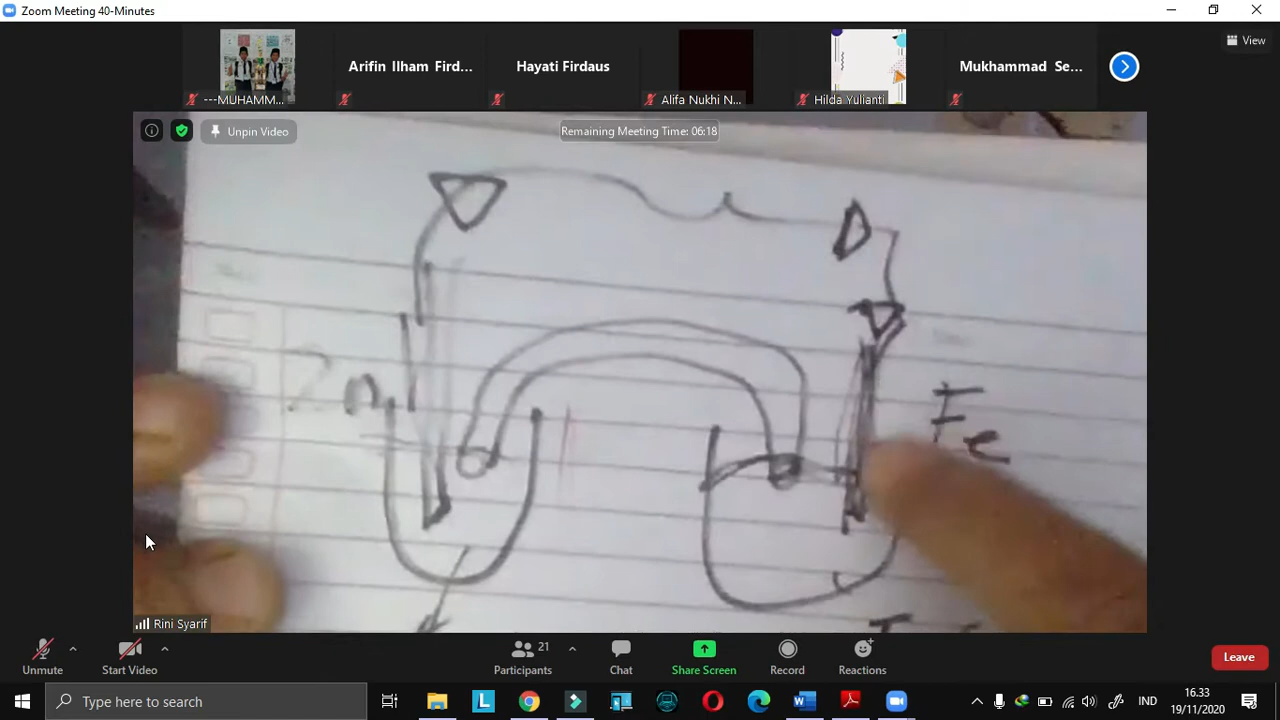 Zoom Meeting 40-Minutes
View
Arifin Ilham Fird...
Hayati Firdaus
Mukhammad Se...
---MUHAMM...
Alifa Nukhi N...
Hilda Yulianti
Unpin Video
Remaining Meeting Time: 06:18
Zn
Fe
Rini Syarif
Unmute
Start Video
Participants
21
Chat
Share Screen
Record
Reactions
Leave
Type here to search
IND
16.33
19/11/2020